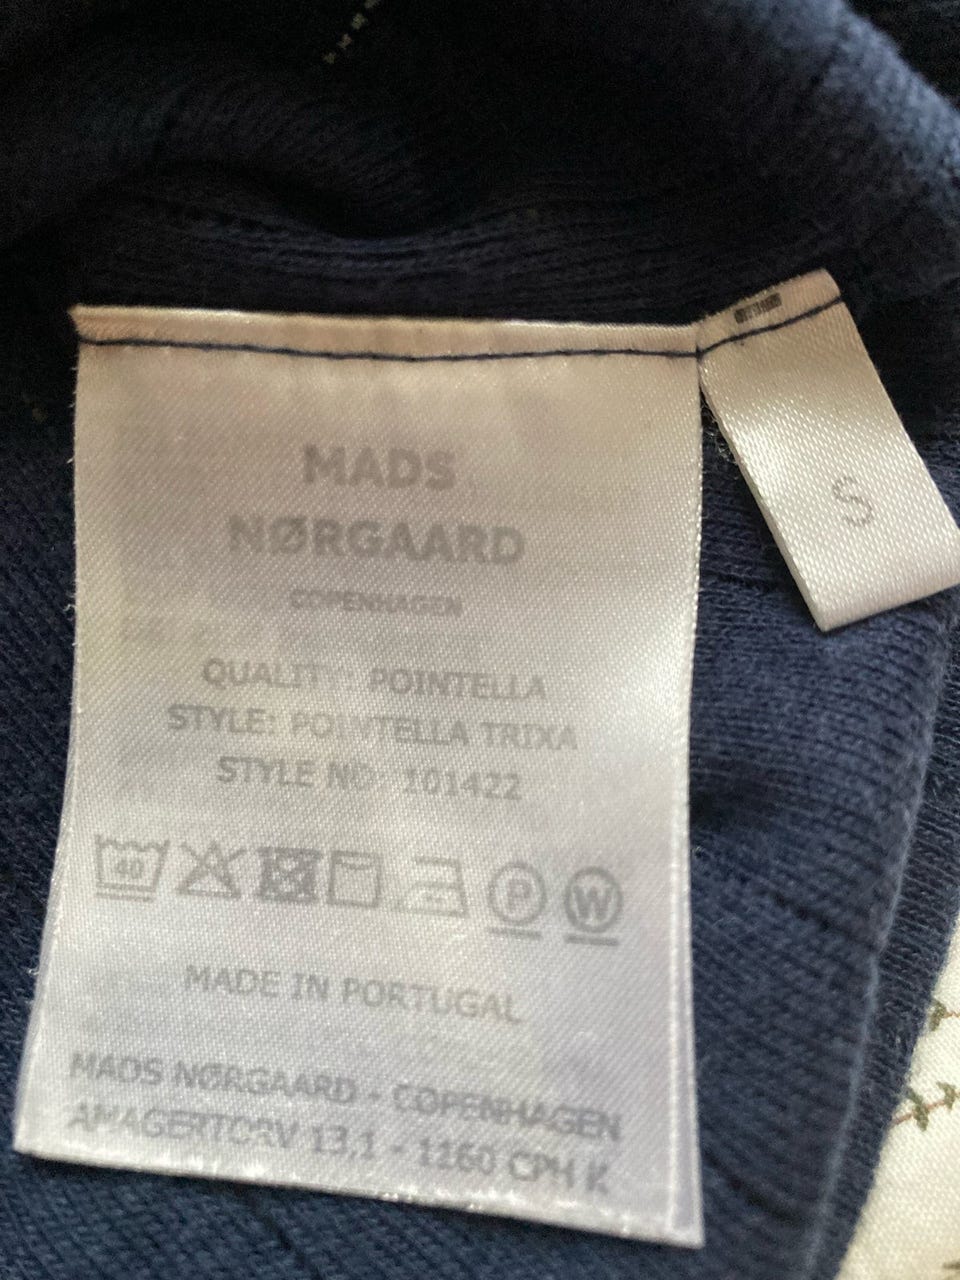 MADS
NØRGAARD
COPENHAGEN
QUALITY: POINTELLA
STYLE: POINTELLA TRIXA
STYLE NO: 101422
40
P
W
MADE IN PORTUGAL
MADS NØRGAARD - COPENHAGEN
AMAGERTORV 13,1 - 1160 CPH K
S